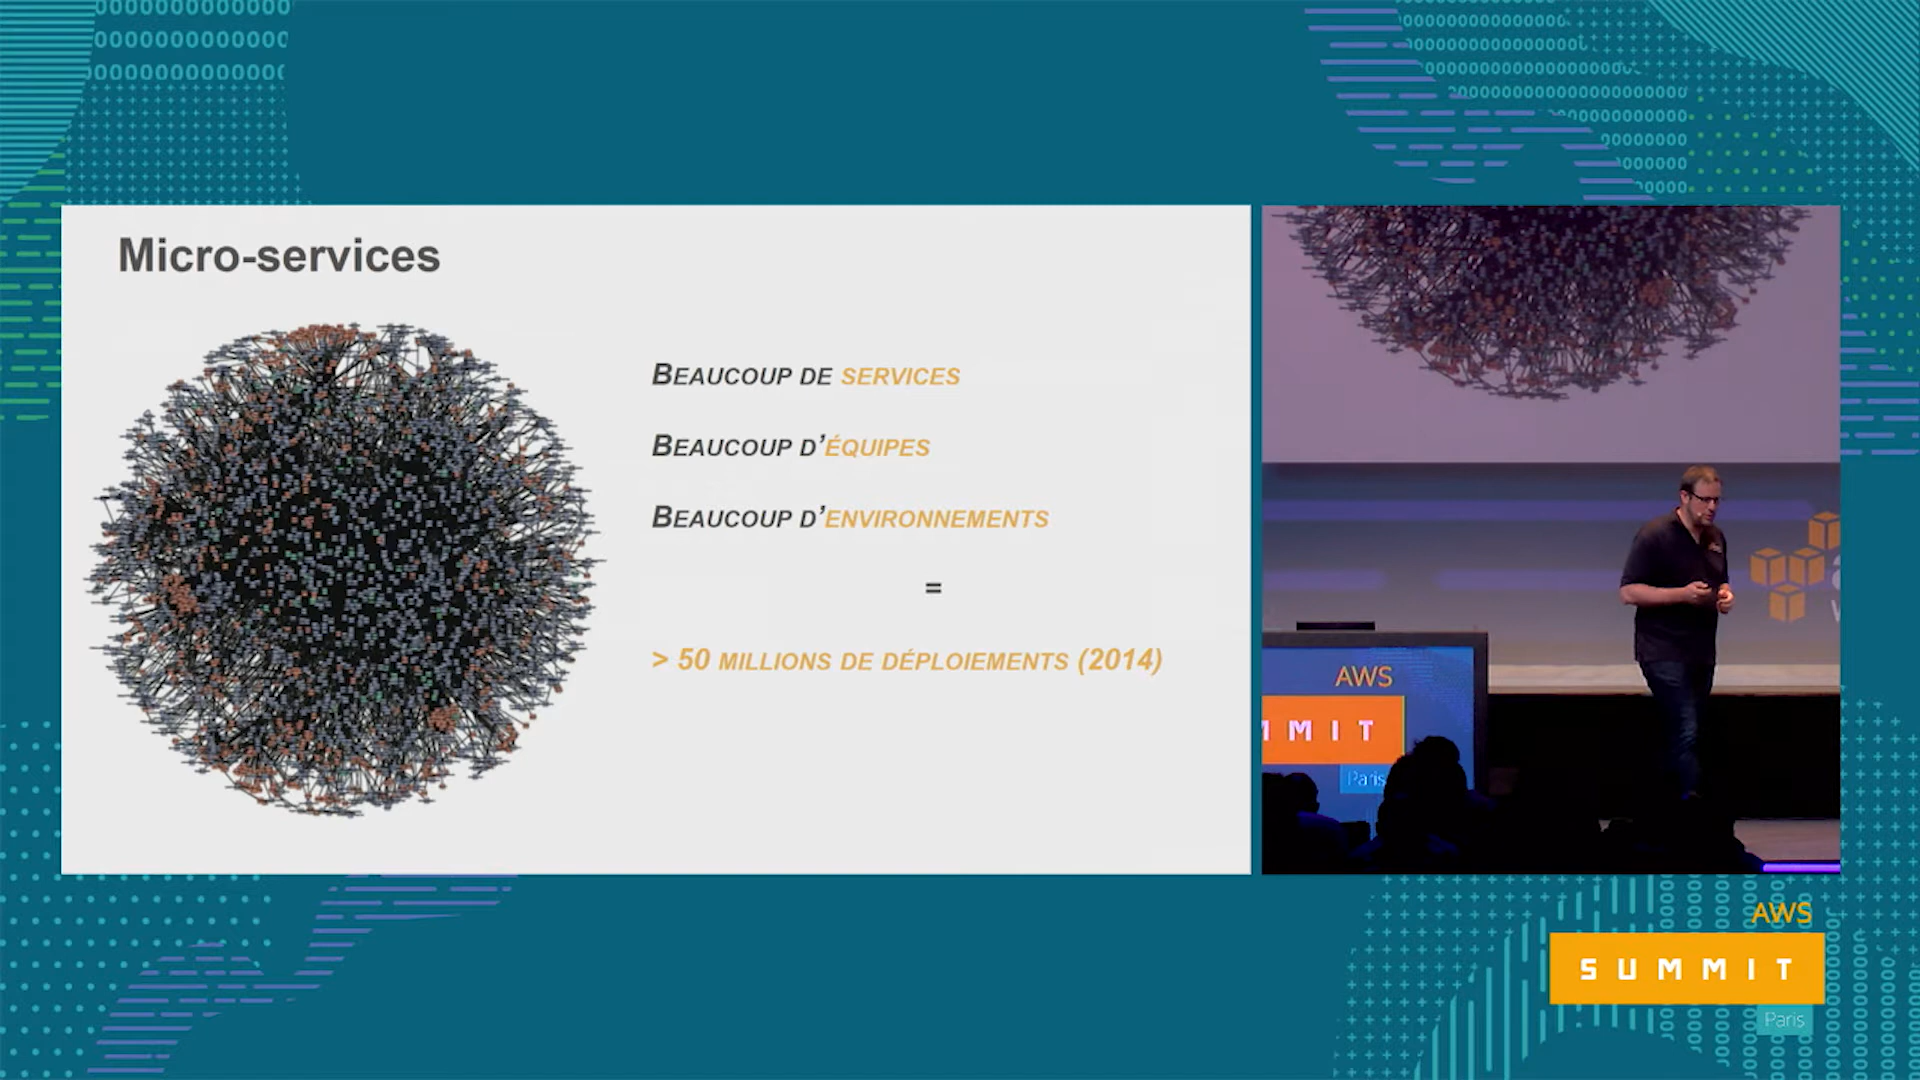 Micro-services
BEAUCOUP DE SERVICES
BEAUCOUP D’ÉQUIPES
BEAUCOUP D’ENVIRONNEMENTS
=
> 50 MILLIONS DE DÉPLOIEMENTS (2014)
AWS
MMIT
Paris
AWS
SUMMIT
Paris